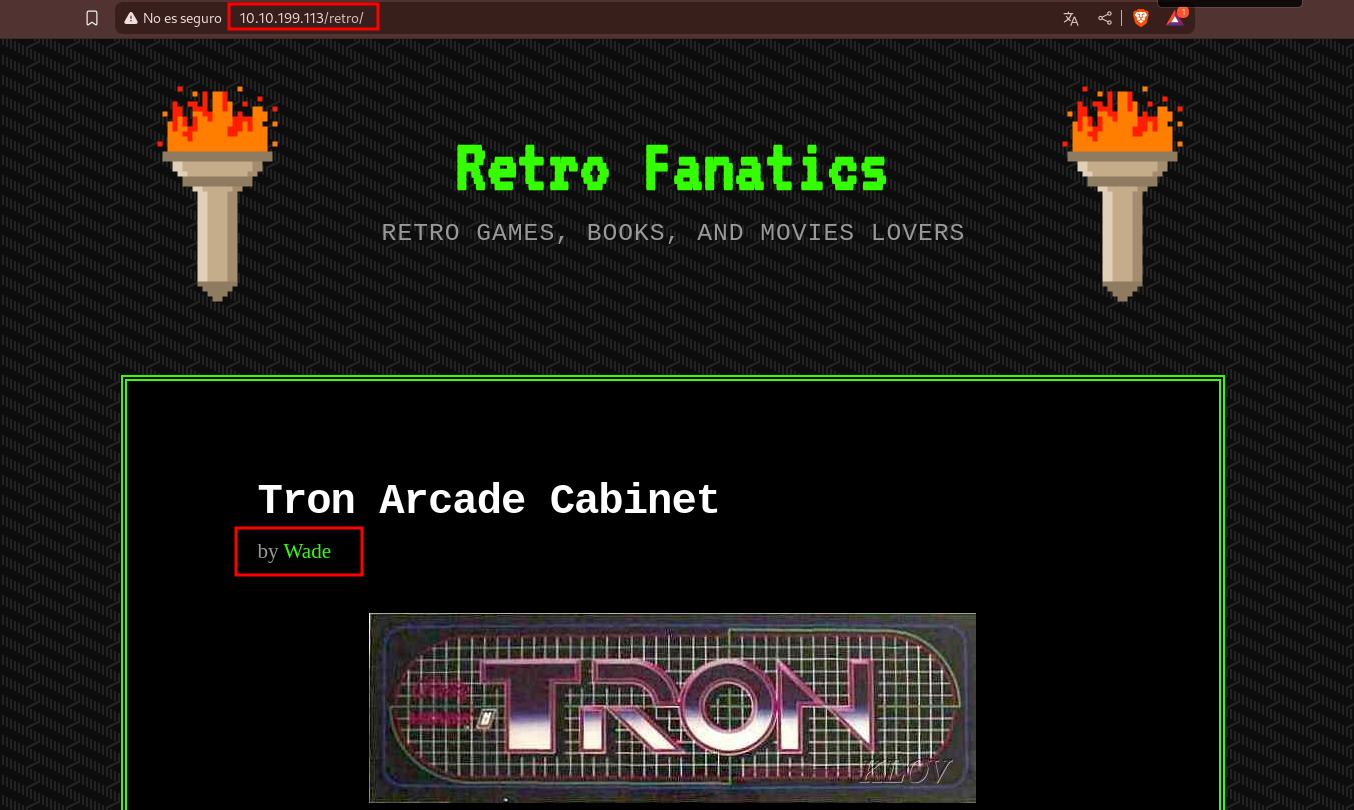 No es seguro 10.10.199.113/retro/
1
Retro Fanatics
RETRO GAMES, BOOKS, AND MOVIES LOVERS
Tron Arcade Cabinet
by Wade
TRON
KLOV